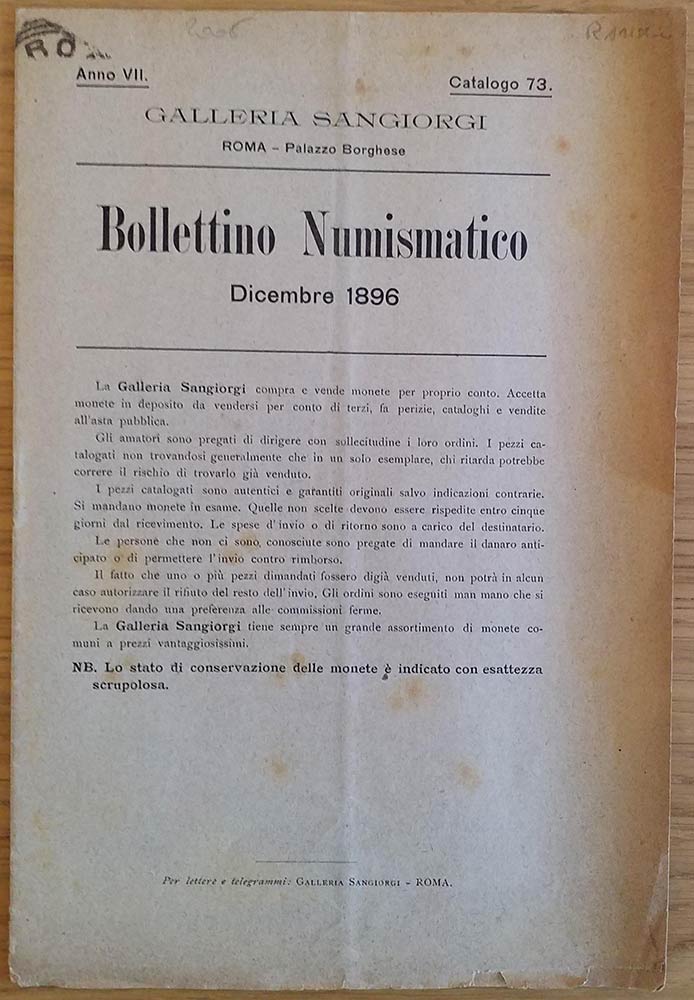 ROM
Anno VII.
Catalogo 73.
GALLERIA SANGIORGI
ROMA - Palazzo Borghese
Bollettino Numismatico
Dicembre 1896
La Galleria Sangiorgi compra e vende monete per proprio conto. Accetta
monete in deposito da vendersi per conto di terzi, fa perizie, cataloghi e vendite
all'asta pubblica.
Gli amatori sono pregati di dirigere con sollecitudine i loro ordini. I pezzi ca-
talogati non trovandosi generalmente che in un solo esemplare, chi ritarda potrebbe
correre il rischio di trovarlo già venduto.
I pezzi catalogati sono autentici e garantiti originali salvo indicazioni contrarie.
Si mandano monete in esame. Quelle non scelte devono essere rispedite entro cinque
giorni dal ricevimento. Le spese d'invio o di ritorno sono a carico del destinatario.
Le persone che non ci sono, conosciute sono pregate di mandare il danaro anti-
cipato o di permettere l'invio contro rimborso.
Il fatto che uno o più pezzi dimandati fossero digià venduti, non potrà in alcun
caso autorizzare il rifiuto del resto dell'invio. Gli ordini sono eseguiti man mano che si
ricevono dando una preferenza alle commissioni ferme.
La Galleria Sangiorgi tiene sempre un grande assortimento di monete co-
muni a prezzi vantaggiosissimi.
NB. Lo stato di conservazione delle monete è indicato con esattezza
scrupolosa.
Per lettere e telegrammi: GALLERIA SANGIORGI - ROMA.